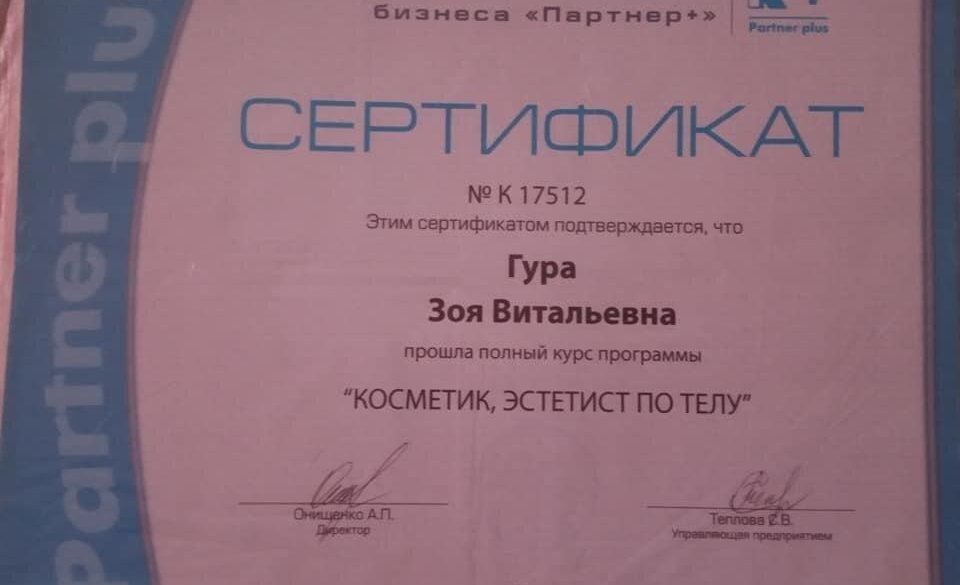 бизнеса «Партнер+»
Partner plus
partner plus
СЕРТИФИКАТ
№ К 17512
Этим сертификатом подтверждается, что
Гура
Зоя Витальевна
прошла полный курс программы
“КОСМЕТИК, ЭСТЕТИСТ ПО ТЕЛУ”
Онищенко А.П.
Директор
Теплова Е.В.
Управляющая предприятием